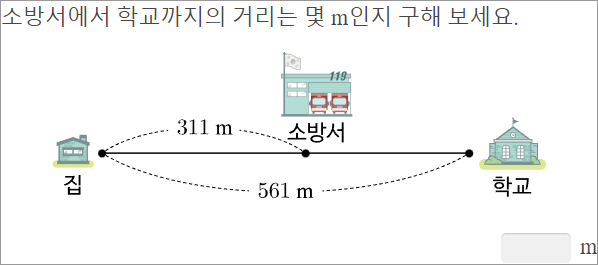 소방서에서 학교까지의 거리는 몇 m인지 구해 보세요.
119
311 m
소방서
집
561 m
학교
m